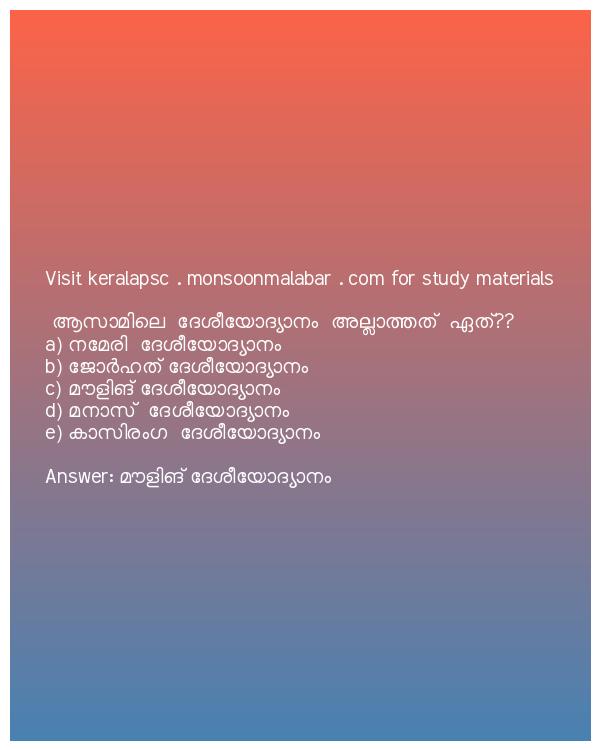 Visit keralapsc . monsoonmalabar . com for study materials
ആസാമിലെ ദേശീയോദ്യാനം അല്ലാത്തത് ഏത്??
a) നമേരി ദേശീയോദ്യാനം
b) ജോർഹത് ദേശീയോദ്യാനം
c) മൗളിങ് ദേശീയോദ്യാനം
d) മനാസ് ദേശീയോദ്യാനം
e) കാസിരംഗ ദേശീയോദ്യാനം
Answer: മൗളിങ് ദേശീയോദ്യാനം